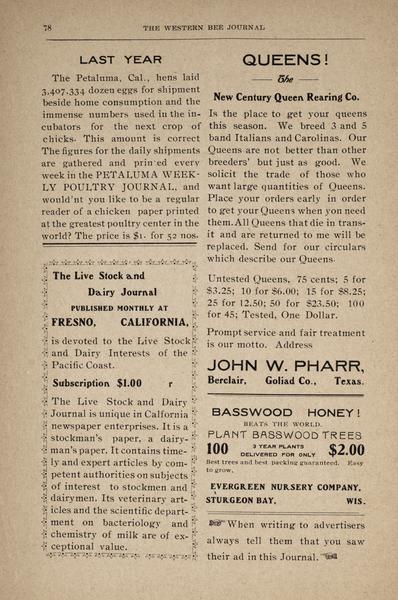 78
THE WESTERN BEE JOURNAL
LAST YEAR
The Petaluma, Cal., hens laid
3,407,334 dozen eggs for shipment
beside home consumption and the
immense numbers used in the in-
cubators for the next crop of
chicks. This amount is correct
The figures for the daily shipments
are gathered and prin ed every
week in the PETALUMA WEEK-
LY POULTRY JOURNAL, and
would'nt you like to be a regular
reader of a chicken paper printed
at the greatest poultry center in the
world? The price is $1. for 52 nos.
The Live Stock and
Dairy Journal
PUBLISHED MONTHLY AT
FRESNO, CALIFORNIA,
is devoted to the Live Stock
and Dairy Interests of the
Pacific Coast.
Subscription $1.00 r
The Live Stock and Dairy
Journal is unique in Calfornia
newspaper enterprises. It is a
stockman's paper, a dairy-
man's paper. It contains time-
ly and expert articles by com-
petent authorities on subjects
of interest to stockmen and
dairymen. Its veterinary art-
icles and the scientific depart-
ment on bacteriology and
chemistry of milk are of ex-
ceptional value.
QUEENS!
The
New Century Queen Rearing Co.
Is the place to get your queens
this season. We breed 3 and 5
band Italians and Carolinas. Our
Queens are not better than other
breeders' but just as good. We
solicit the trade of those who
want large quantities of Queens.
Place your orders early in order
to get your Queens when yon need
them. All Queens that die in trans-
it and are returned to me will be
replaced. Send for our circulars
which describe our Queens.
Untested Queens, 75 cents; 5 for
$3.25; 10 for $6.00; 15 for $8.25;
25 for 12.50; 50 for $23.50; 100
for 45; Tested, One Dollar.
Prompt service and fair treatment
is our motto. Address
JOHN W. PHARR,
Berclair, Goliad Co., Texas.
BASSWOOD HONEY!
BEATS THE WORLD.
PLANT BASSWOOD TREES
100 3 YEAR PLANTS DELIVERED FOR ONLY $2.00
Best trees and best packing guaranteed. Easy
to grow.
EVERGREEN NURSERY COMPANY,
STURGEON BAY, WIS.
When writing to advertisers
always tell them that you saw
their ad in this Journal.